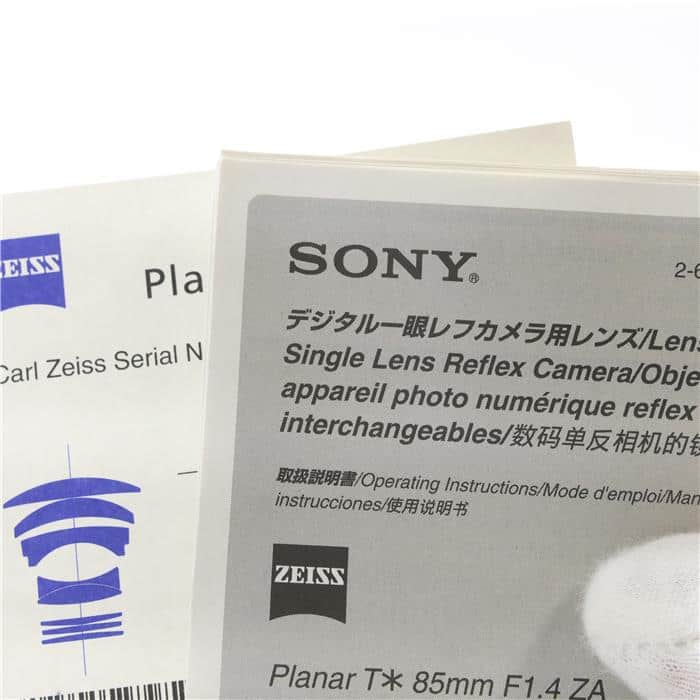 ZEISS
Pla
Carl Zeiss Serial N
SONY®
2-6
デジタル一眼レフカメラ用レンズ/Lens
Single Lens Reflex Camera/Obje
appareil photo numérique reflex
interchangeables/数码单反相机的镜
取扱説明書/Operating Instructions/Mode d'emploi/Man
instrucciones/使用说明书
ZEISS
Planar T* 85mm F1.4 ZA